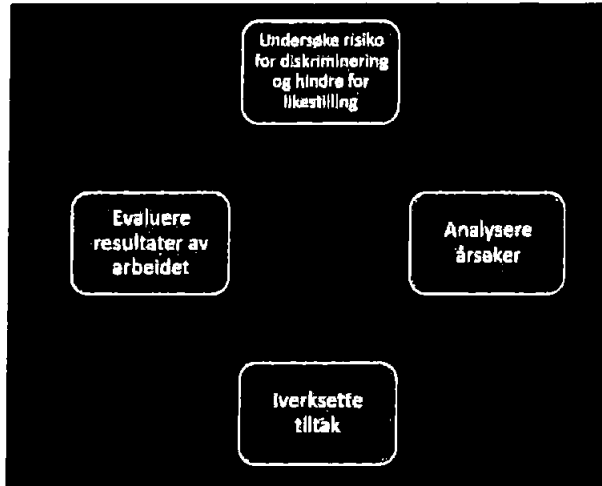 Undersøke risiko
for diskriminering
og hindre for
likestilling
Evaluere
resultater av
arbeidet
Analysere
årsaker
Iverksette
tiltak